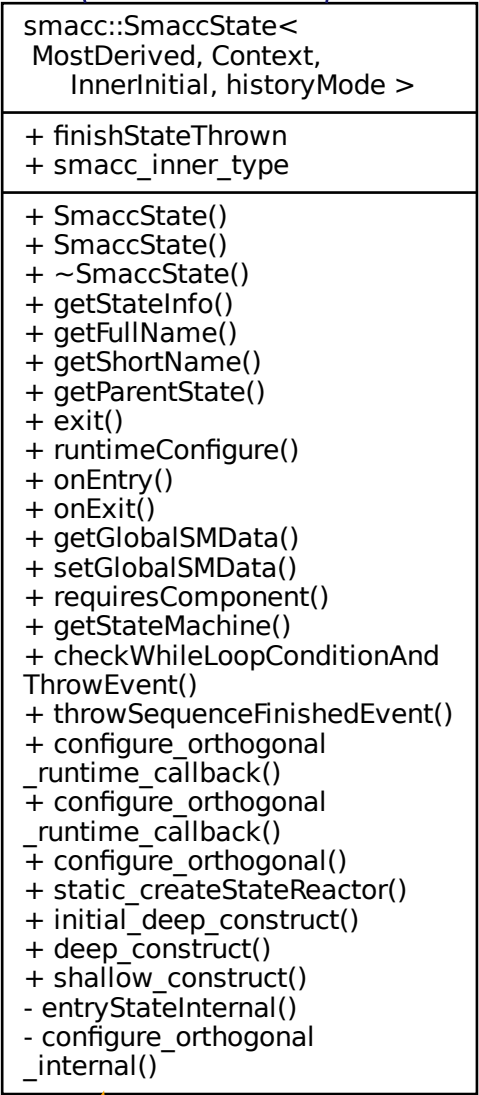 smacc::SmaccState<
MostDerived, Context,
InnerInitial, historyMode >
+ finishStateThrown
+ smacc_inner_type
+ SmaccState()
+ SmaccState()
+ ~SmaccState()
+ getStateInfo()
+ getFullName()
+ getShortName()
+ getParentState()
+ exit()
+ runtimeConfigure()
+ onEntry()
+ onExit()
+ getGlobalSMData()
+ setGlobalSMData()
+ requiresComponent()
+ getStateMachine()
+ checkWhileLoopConditionAnd
ThrowEvent()
+ throwSequenceFinishedEvent()
+ configure_orthogonal
_runtime_callback()
+ configure_orthogonal
_runtime_callback()
+ configure_orthogonal()
+ static_createStateReactor()
+ initial_deep_construct()
+ deep_construct()
+ shallow_construct()
- entryStateInternal()
- configure_orthogonal
_internal()